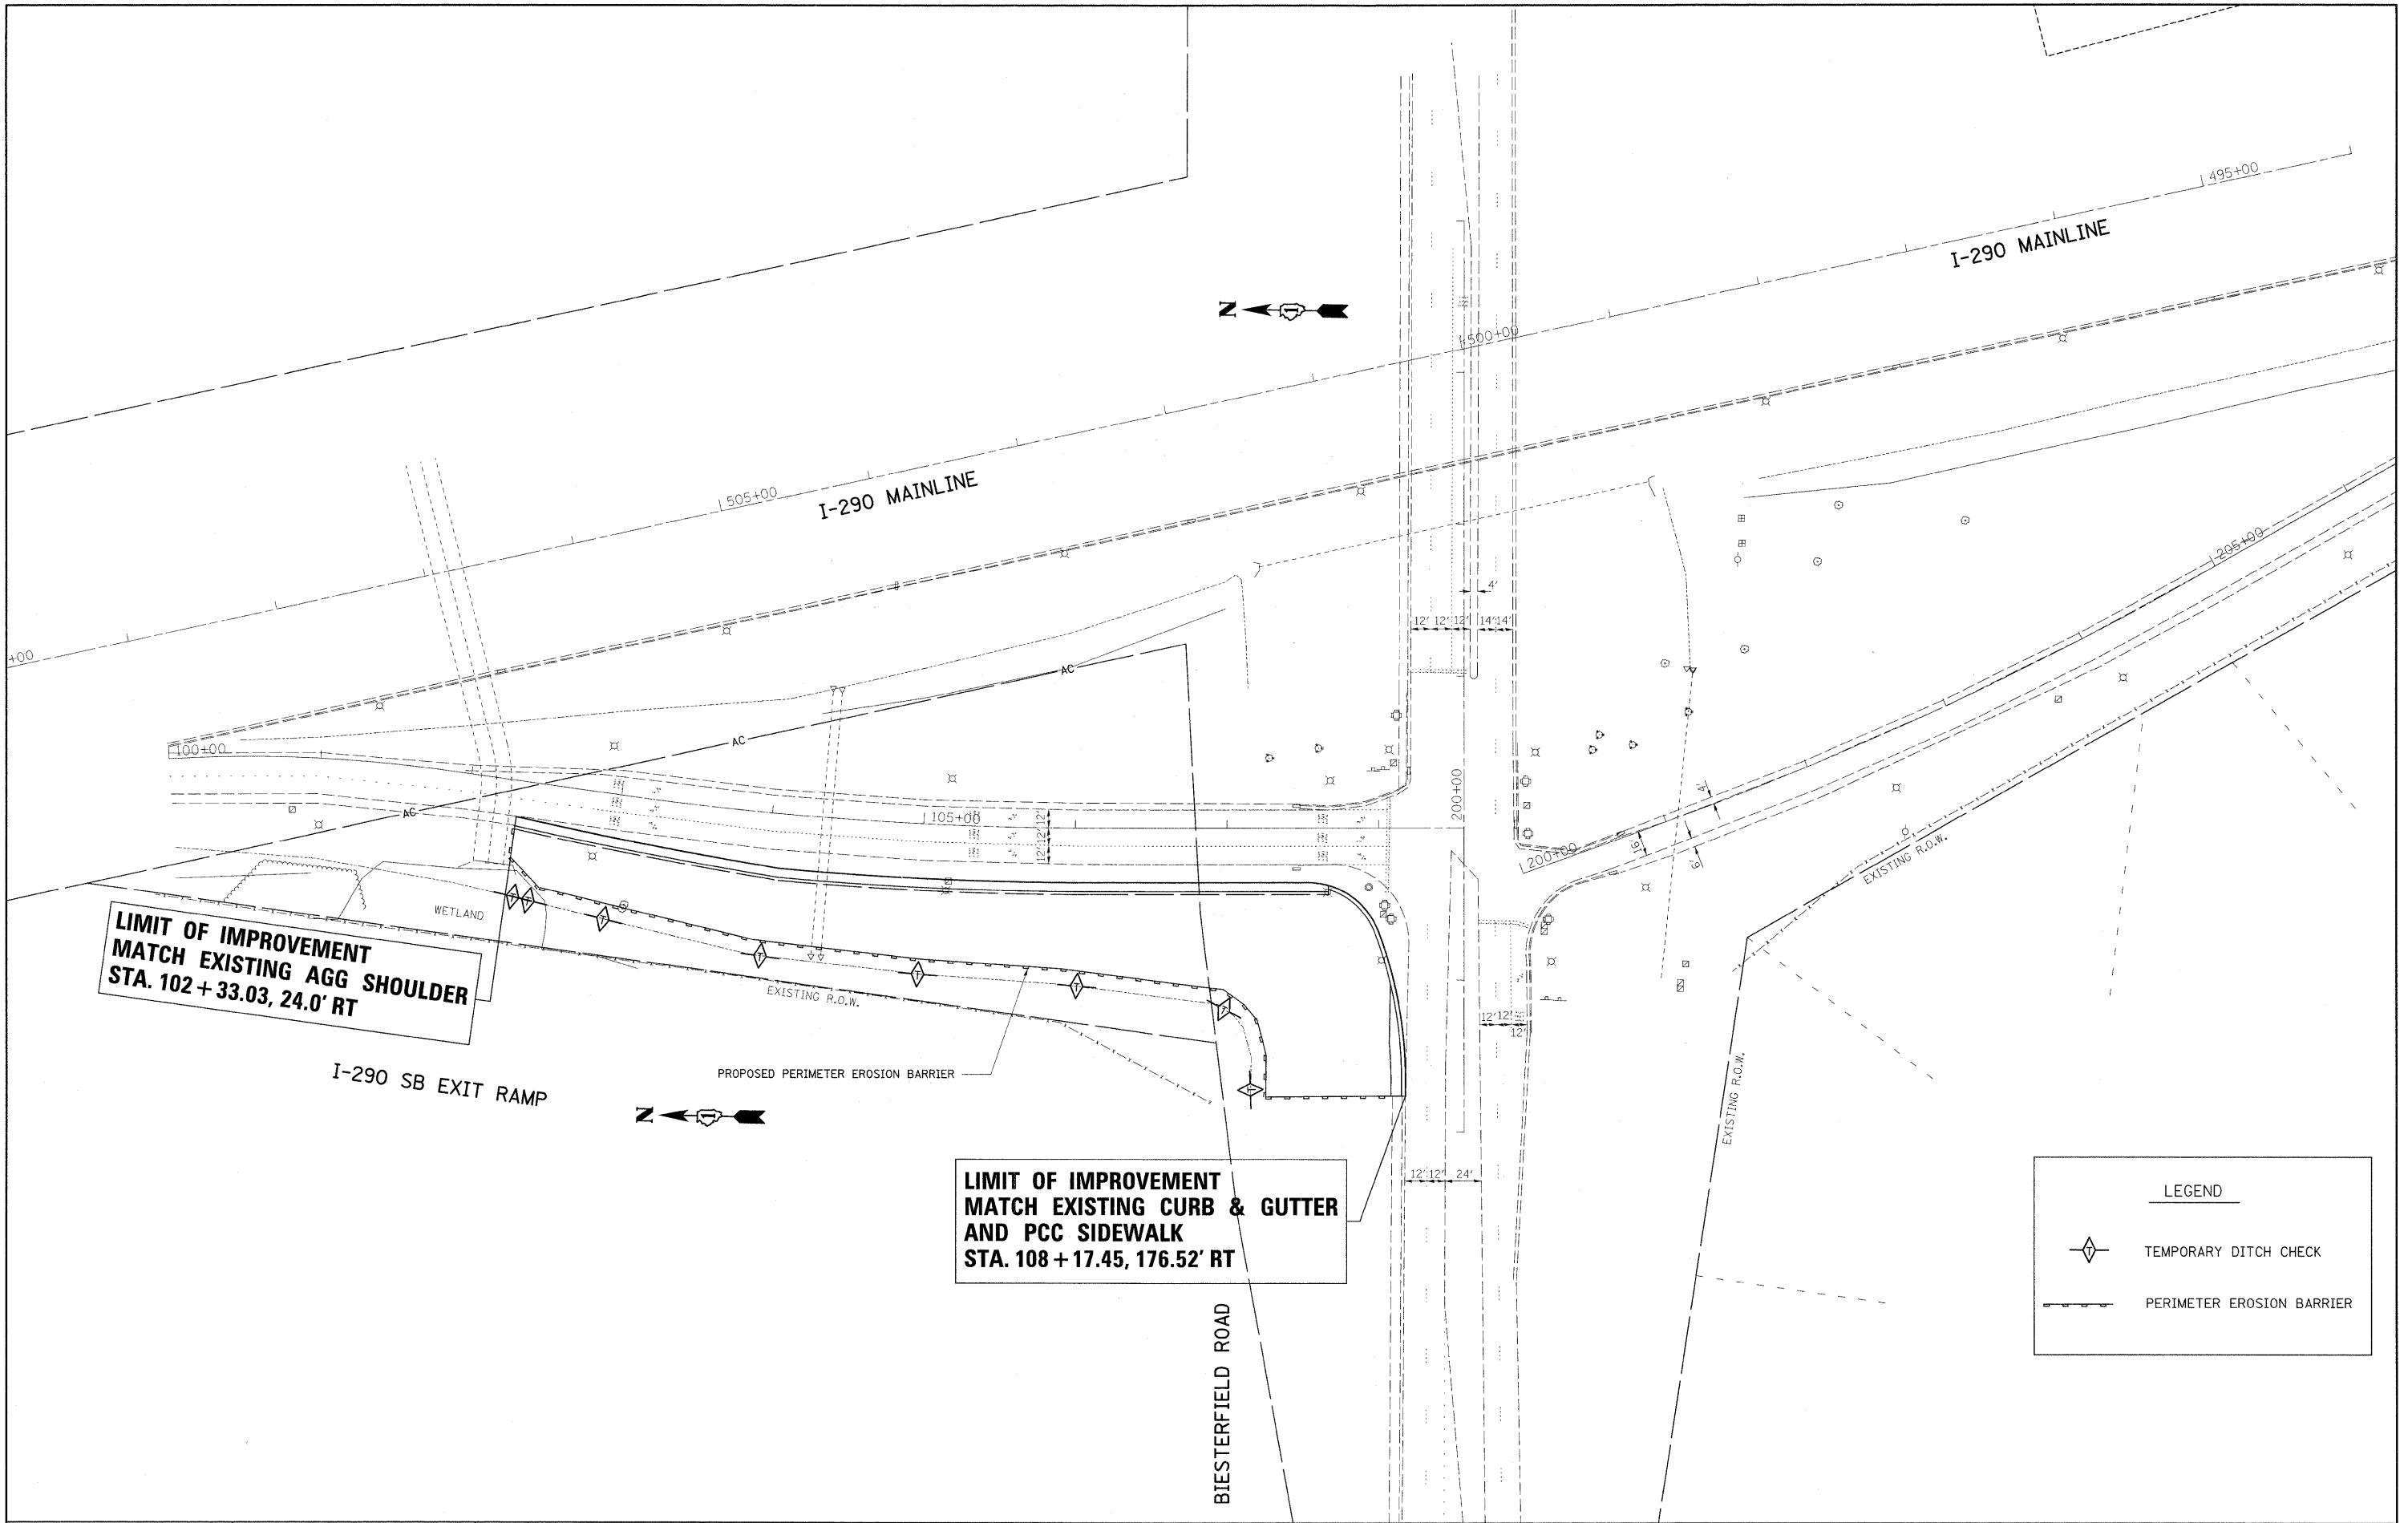 495+00
I-290 MAINLINE
N
500+00
505+00
I-290 MAINLINE
4'
12' 12' 12' 14' 14'
205+00
+00
AC
AC
AC
100+00
105+00
12' 12' 12'
200+00
200+00
4'
16'
6'
EXISTING R.O.W.
WETLAND
LIMIT OF IMPROVEMENT
MATCH EXISTING AGG SHOULDER
STA. 102 + 33.03, 24.0' RT
T
T
T
T
T
T
T
T
EXISTING R.O.W.
12' 12'
12'
PROPOSED PERIMETER EROSION BARRIER
I-290 SB EXIT RAMP
N
EXISTING R.O.W.
LIMIT OF IMPROVEMENT
MATCH EXISTING CURB & GUTTER
AND PCC SIDEWALK
STA. 108 + 17.45, 176.52' RT
12' 12' 24'
BIESTERFIELD ROAD
LEGEND
T TEMPORARY DITCH CHECK
PERIMETER EROSION BARRIER